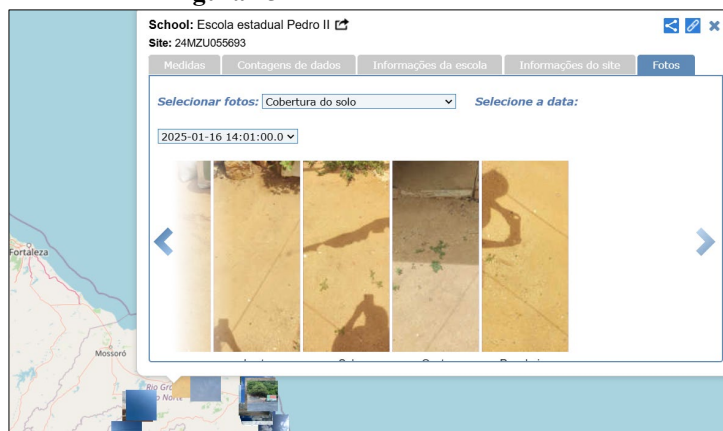 School: Escola estadual Pedro II
Site: 24MZU055693
Medidas Contagens de dados Informações da escola Informações do site Fotos
Selecionar fotos: Cobertura do solo Selecione a data:
2025-01-16 14:01:00.0
Fortaleza
Mossoró
Norte